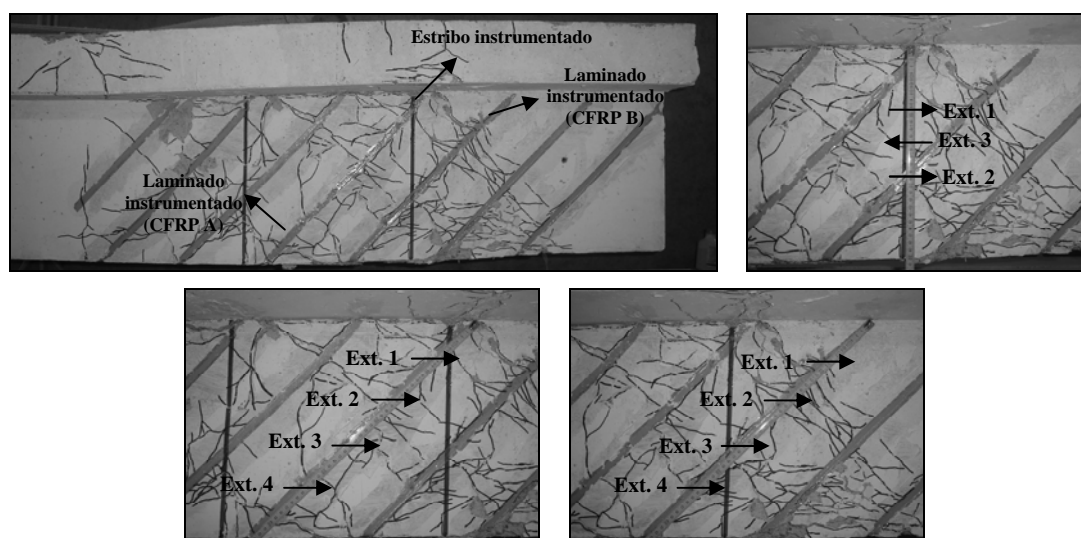 Estribo instrumentado
Laminado
instrumentado
(CFRP B)
Laminado
instrumentado
(CFRP A)
Ext. 1
Ext. 3
Ext. 2
Ext. 1
Ext. 2
Ext. 3
Ext. 4
Ext. 1
Ext. 2
Ext. 3
Ext. 4